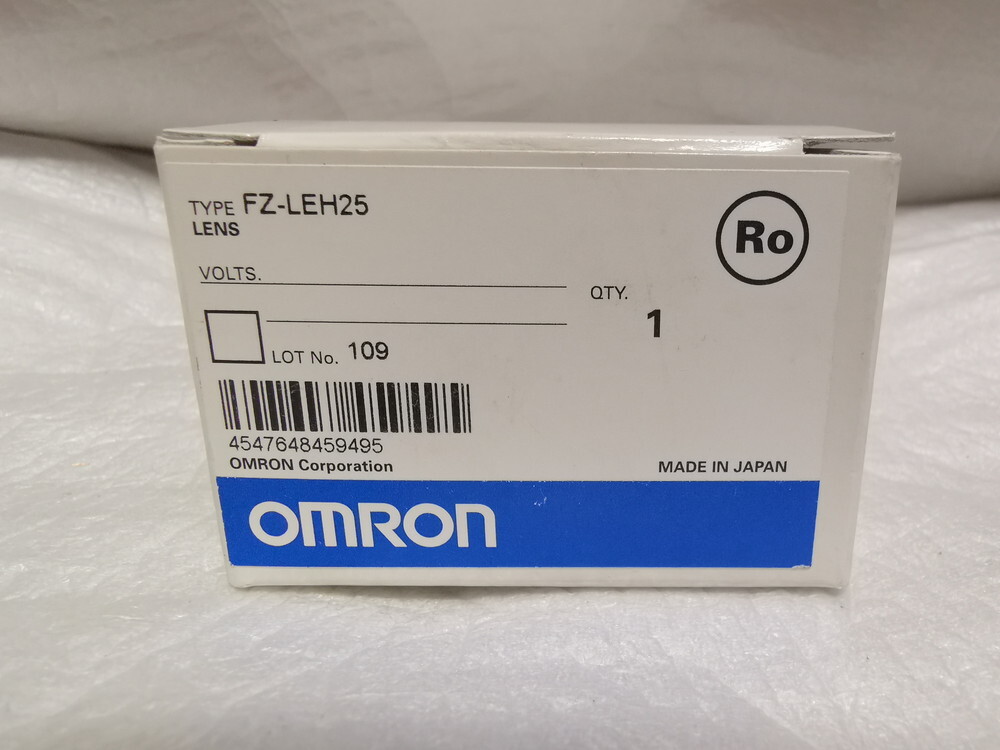 TYPE FZ-LEH25
LENS
Ro
VOLTS.
QTY.
1
LOT No. 109
4547648459495
OMRON Corporation
MADE IN JAPAN
OMRON